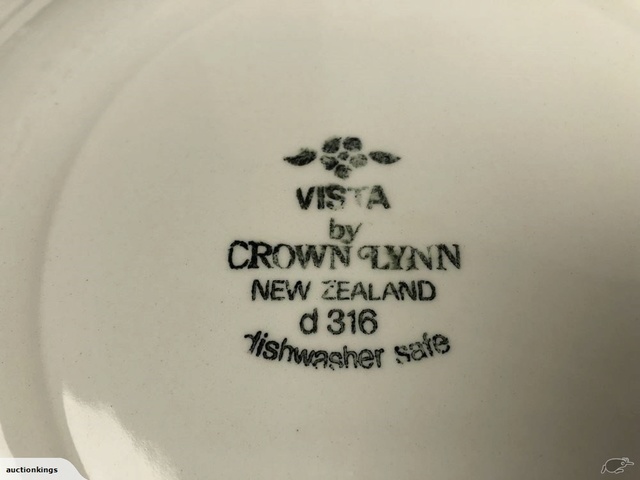 VISTA
by
CROWN LYNN
NEW ZEALAND
d 316
dishwasher safe
auctionkings